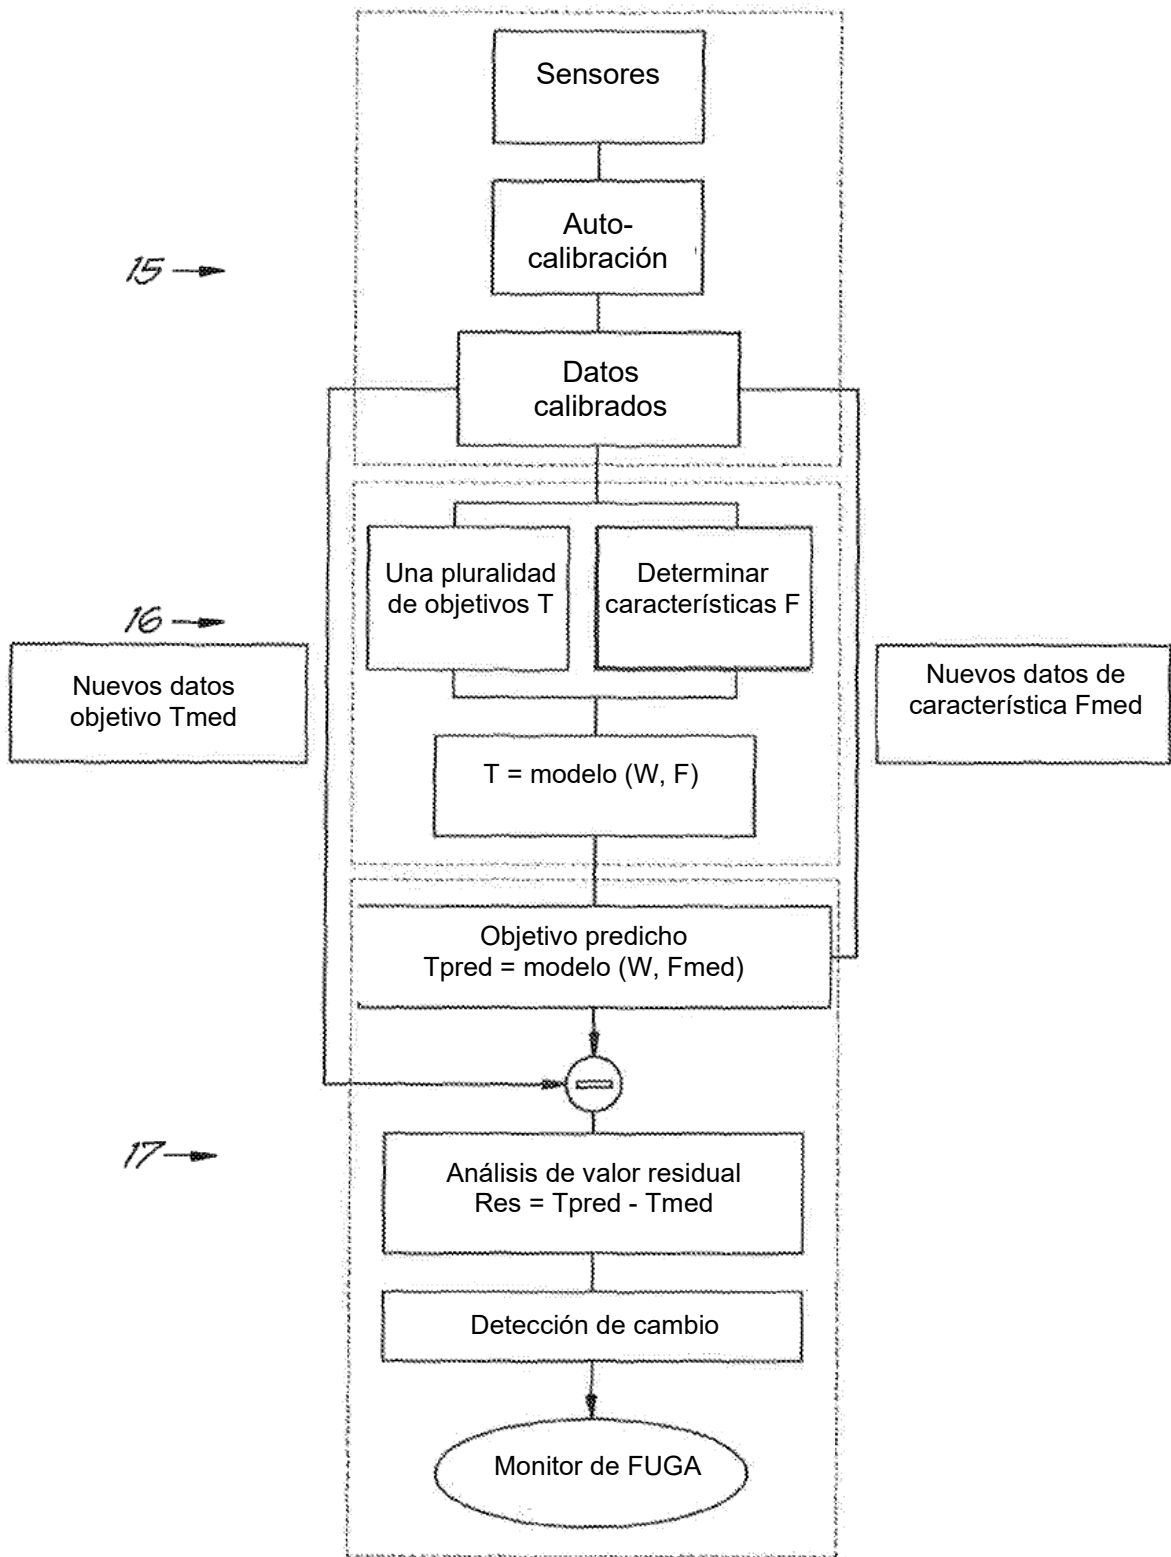 Sensores
Auto-
calibración
15
Datos
calibrados
Una pluralidad
de objetivos T
Determinar
características F
16
Nuevos datos
objetivo Tmed
Nuevos datos de
característica Fmed
T = modelo (W, F)
Objetivo predicho
Tpred = modelo (W, Fmed)
17
Análisis de valor residual
Res = Tpred - Tmed
Detección de cambio
Monitor de FUGA